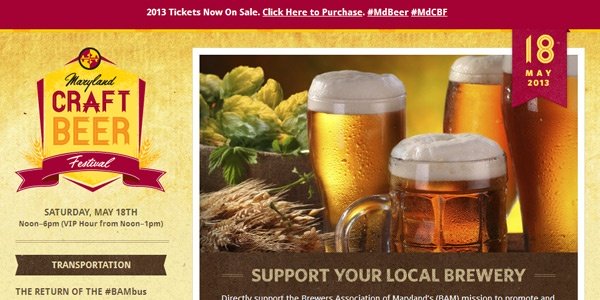 2013 Tickets Now On Sale. Click Here to Purchase. #MdBeer #MdCBF
18
MAY
2013
Maryland
CRAFT
BEER
Festival
SATURDAY, MAY 18TH
Noon–6pm (VIP Hour from Noon–1pm)
TRANSPORTATION
THE RETURN OF THE #BAMbus
SUPPORT YOUR LOCAL BREWERY
Directly support the Brewers Association of Maryland's (BAM) mission to promote and